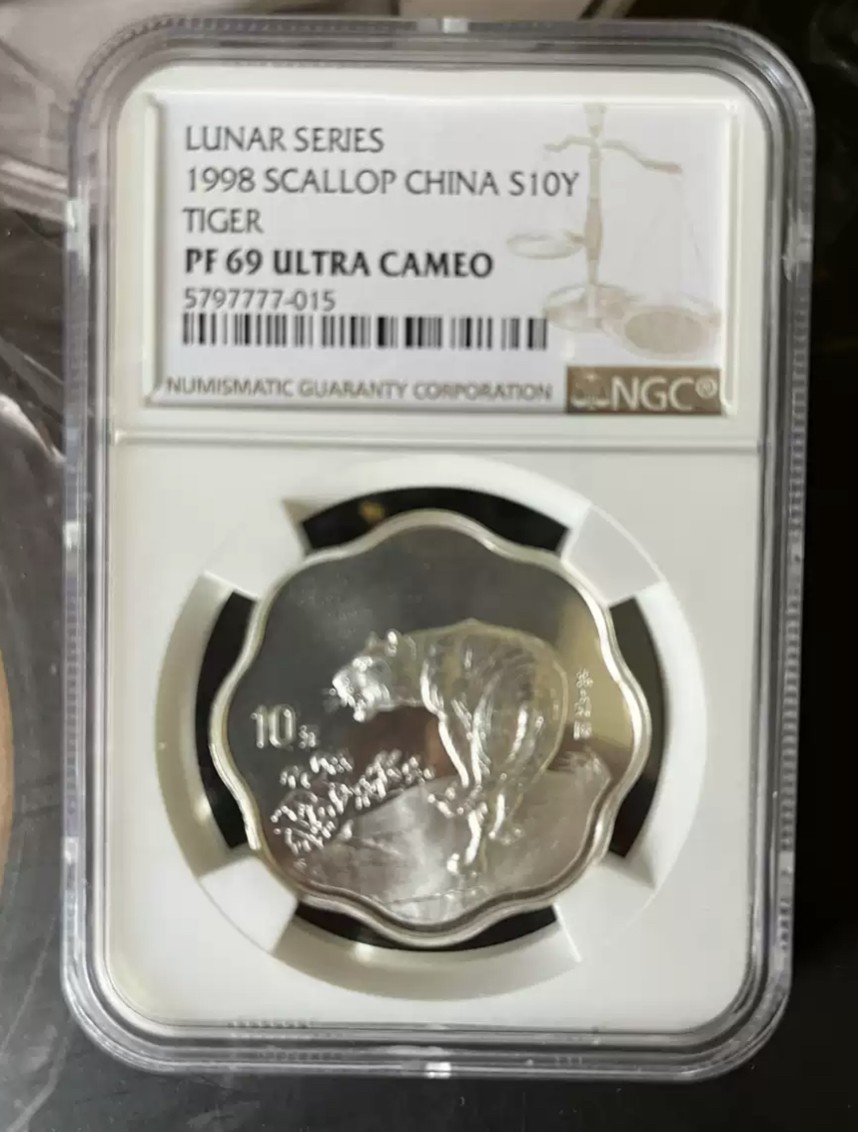 LUNAR SERIES
1998 SCALLOP CHINA S10Y
TIGER
PF 69 ULTRA CAMEO
5797777-015
NUMISMATIC GUARANTY CORPORATION
NGC®
10元